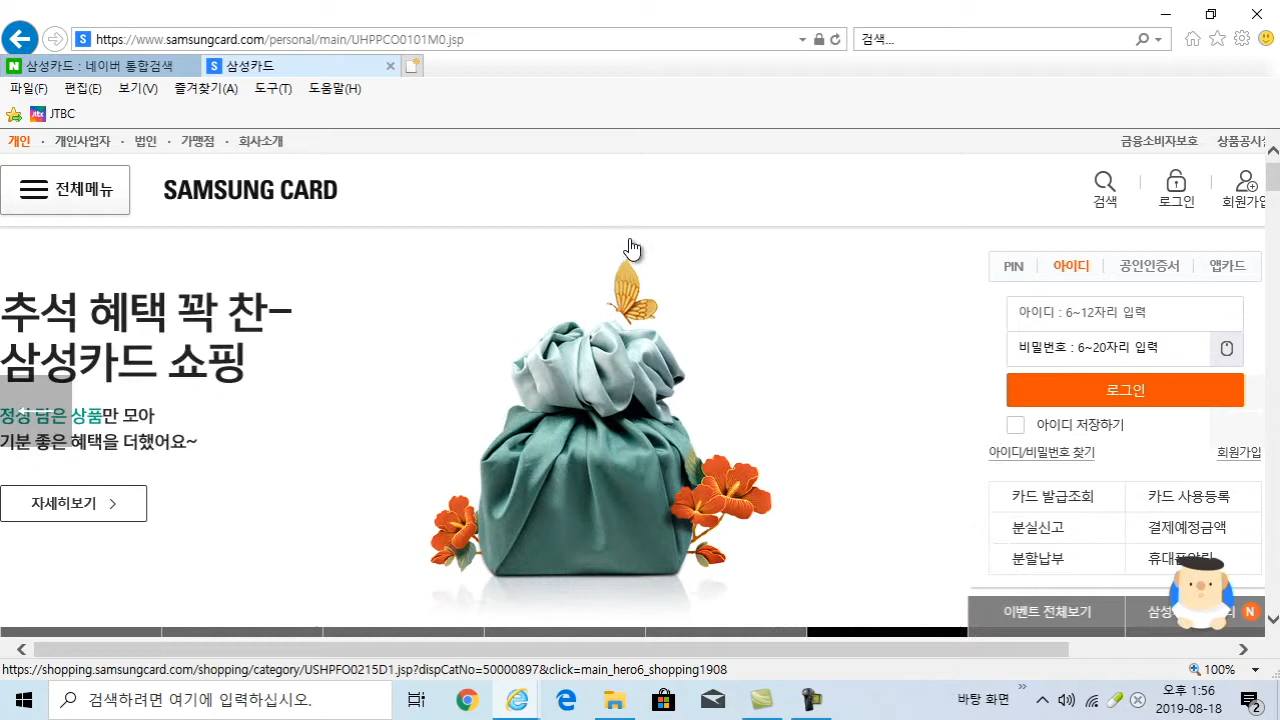 https://www.samsungcard.com/personal/main/UHPPCO0101M0.jsp
검색...
삼성카드 : 네이버 통합검색
삼성카드
파일(F) 편집(E) 보기(V) 즐겨찾기(A) 도구(T) 도움말(H)
JTBC
개인 · 개인사업자 · 법인 · 가맹점 · 회사소개
금융소비자보호 상품공시실
전체메뉴
SAMSUNG CARD
검색
로그인
회원가입
PIN 아이디 공인인증서 앱카드
추석 혜택 꽉 찬~
삼성카드 쇼핑
정성 담은 상품만 모아
기분 좋은 혜택을 더했어요~
자세히보기 >
아이디 : 6~12자리 입력
비밀번호 : 6~20자리 입력
로그인
아이디 저장하기
아이디/비밀번호 찾기 회원가입
카드 발급조회 카드 사용등록
분실신고 결제예정금액
분할납부
이벤트 전체보기 N
https://shopping.samsungcard.com/shopping/category/USHPFO0215D1.jsp?dispCatNo=50000897&click=main_hero6_shopping1908
100%
검색하려면 여기에 입력하십시오.
바탕 화면
오후 1:56
2019-08-18
2